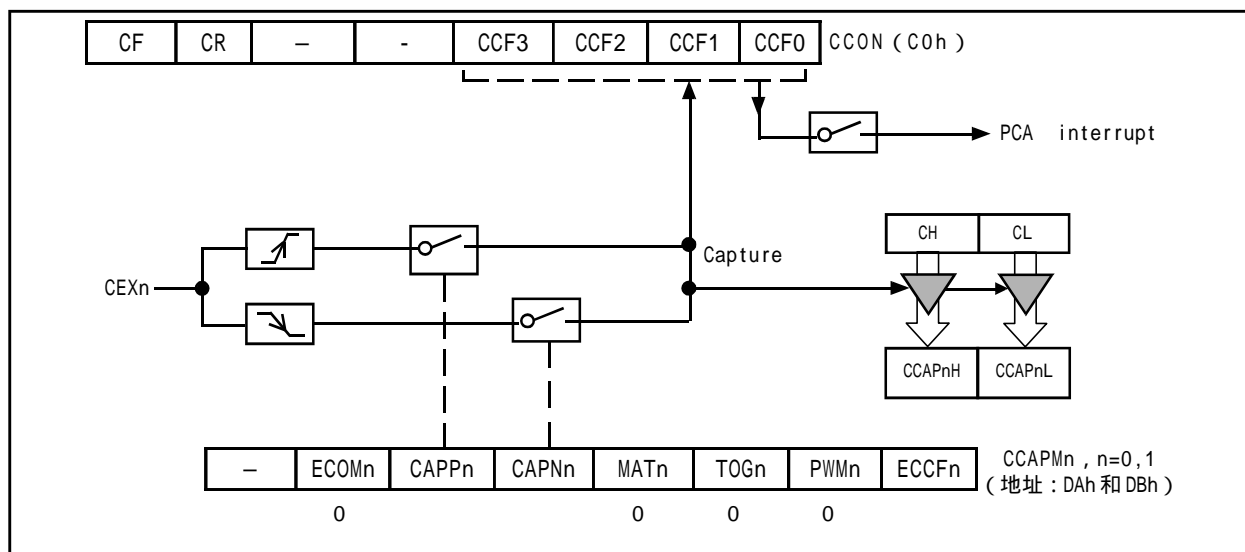 CF CR – - CCF3 CCF2 CCF1 CCF0 CCON (C0h)
PCA interrupt
CH CL
Capture
CEXn
CCAPnH CCAPnL
– ECOMn CAPPn CAPNn MATn TOGn PWMn ECCFn
CCAPMn , n=0,1
(地址:DAh和DBh)
0 0 0 0